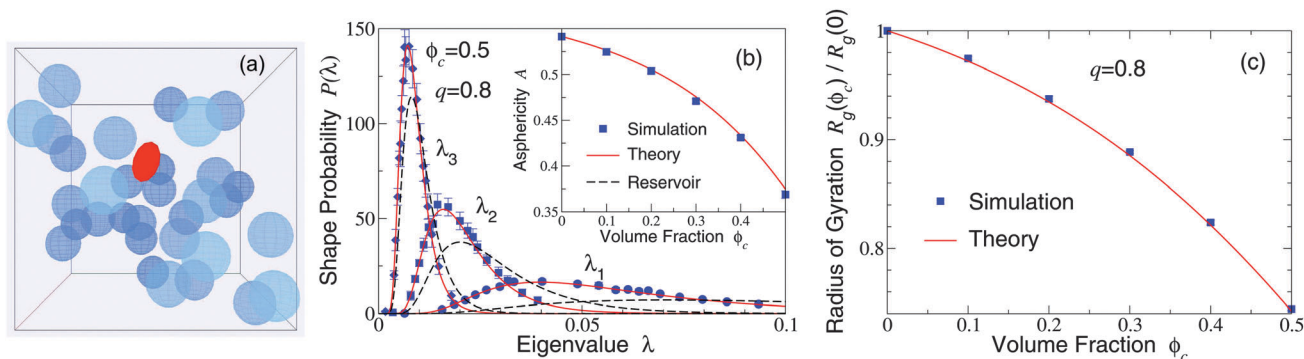 (a)
Shape Probability P(λ)
150
100
50
0
ϕc=0.5
q=0.8
λ3
λ2
λ1
0
0.05
0.1
Eigenvalue λ
(b)
Asphericity A
0.5
0.45
0.4
0.35
Simulation
Theory
Reservoir
0
0.1
0.2
0.3
0.4
Volume Fraction ϕc
(c)
Radius of Gyration Rg(ϕc) / Rg(0)
1
0.9
0.8
q=0.8
Simulation
Theory
0
0.1
0.2
0.3
0.4
0.5
Volume Fraction ϕc